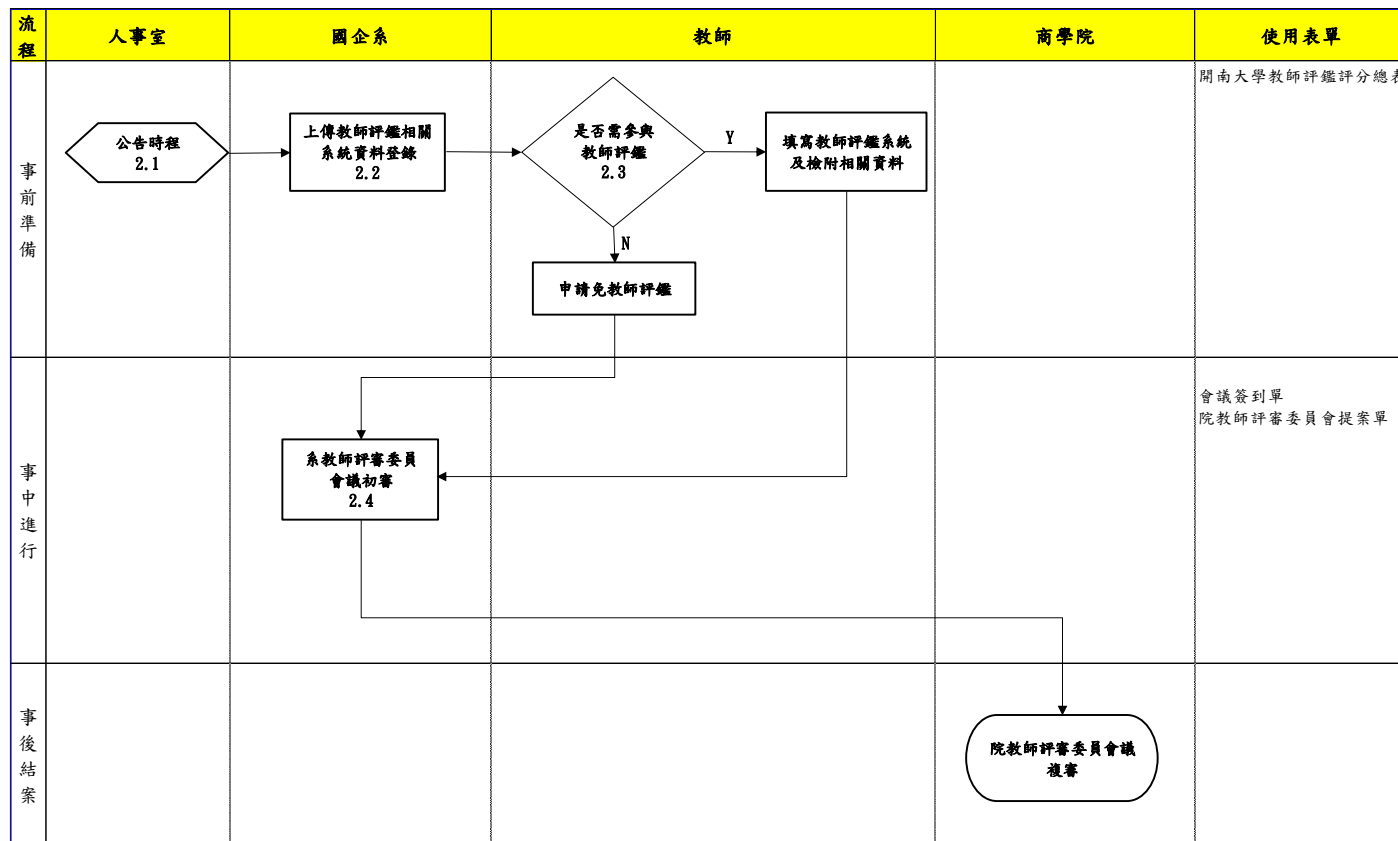 流
程
人事室
國企系
教師
商學院
使用表單
事
前
準
備
公告時程
2.1
上傳教師評鑑相關
系統資料登錄
2.2
是否需參與
教師評鑑
2.3
Y
填寫教師評鑑系統
及檢附相關資料
N
申請免教師評鑑
開南大學教師評鑑評分總表
事
中
進
行
系教師評審委員
會議初審
2.4
會議簽到單
院教師評審委員會提案單
事
後
結
案
院教師評審委員會議
複審